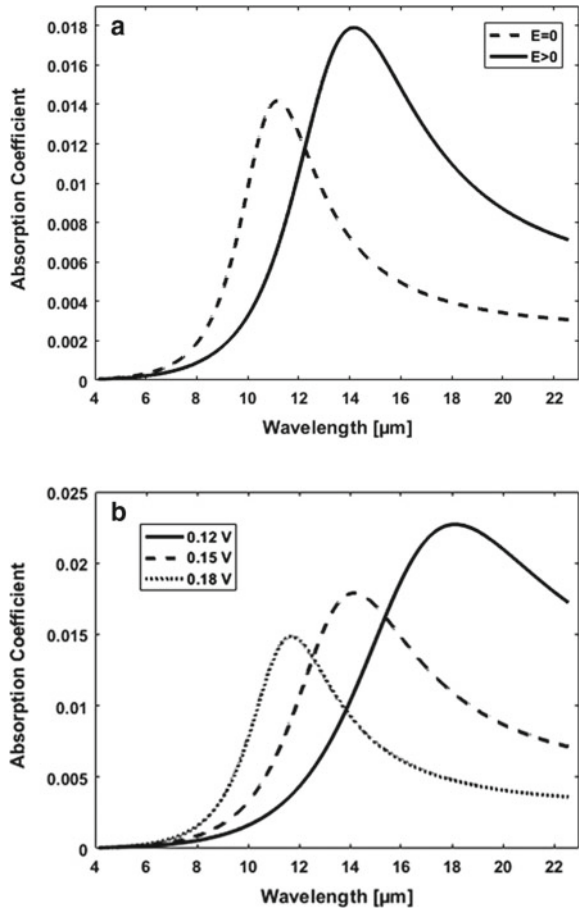 a
E=0
E>0
0.018
0.016
0.014
0.012
0.01
0.008
0.006
0.004
0.002
0
Absorption Coefficient
4 6 8 10 12 14 16 18 20 22
Wavelength [µm]
b
0.12 V
0.15 V
0.18 V
0.025
0.02
0.015
0.01
0.005
0
Absorption Coefficient
4 6 8 10 12 14 16 18 20 22
Wavelength [µm]